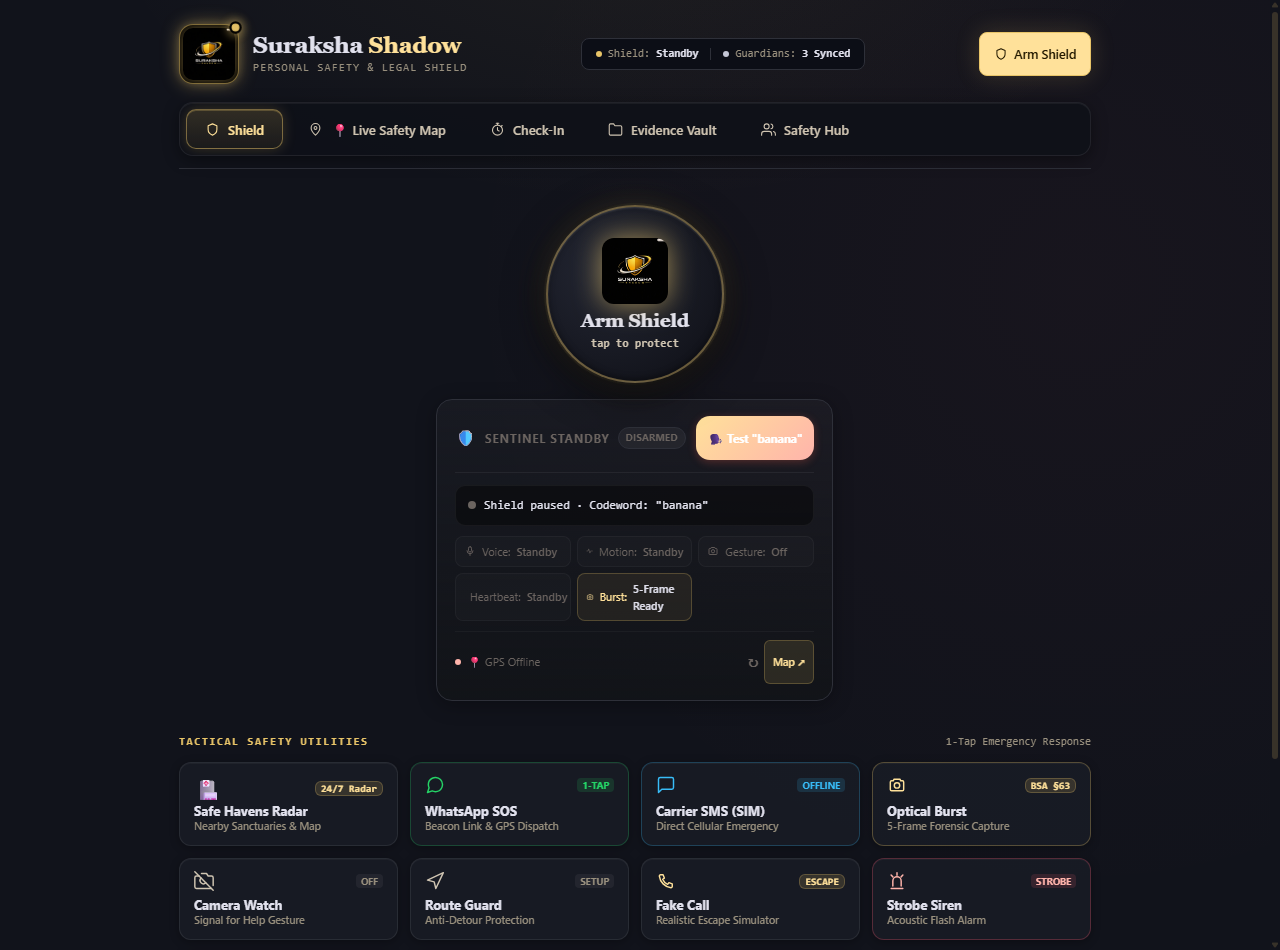 SURAKSHA
Suraksha Shadow
PERSONAL SAFETY & LEGAL SHIELD
Shield: Standby
Guardians: 3 Synced
Arm Shield
Shield
Live Safety Map
Check-In
Evidence Vault
Safety Hub
SURAKSHA
Arm Shield
tap to protect
SENTINEL STANDBY
DISARMED
Test "banana"
Shield paused · Codeword: "banana"
Voice: Standby
Motion: Standby
Gesture: Off
Heartbeat: Standby
Burst: 5-Frame
Ready
GPS Offline
↻
Map ↗
TACTICAL SAFETY UTILITIES
1-Tap Emergency Response
24/7 Radar
Safe Havens Radar
Nearby Sanctuaries & Map
1-TAP
WhatsApp SOS
Beacon Link & GPS Dispatch
OFFLINE
Carrier SMS (SIM)
Direct Cellular Emergency
BSA §63
Optical Burst
5-Frame Forensic Capture
OFF
Camera Watch
Signal for Help Gesture
SETUP
Route Guard
Anti-Detour Protection
ESCAPE
Fake Call
Realistic Escape Simulator
STROBE
Strobe Siren
Acoustic Flash Alarm